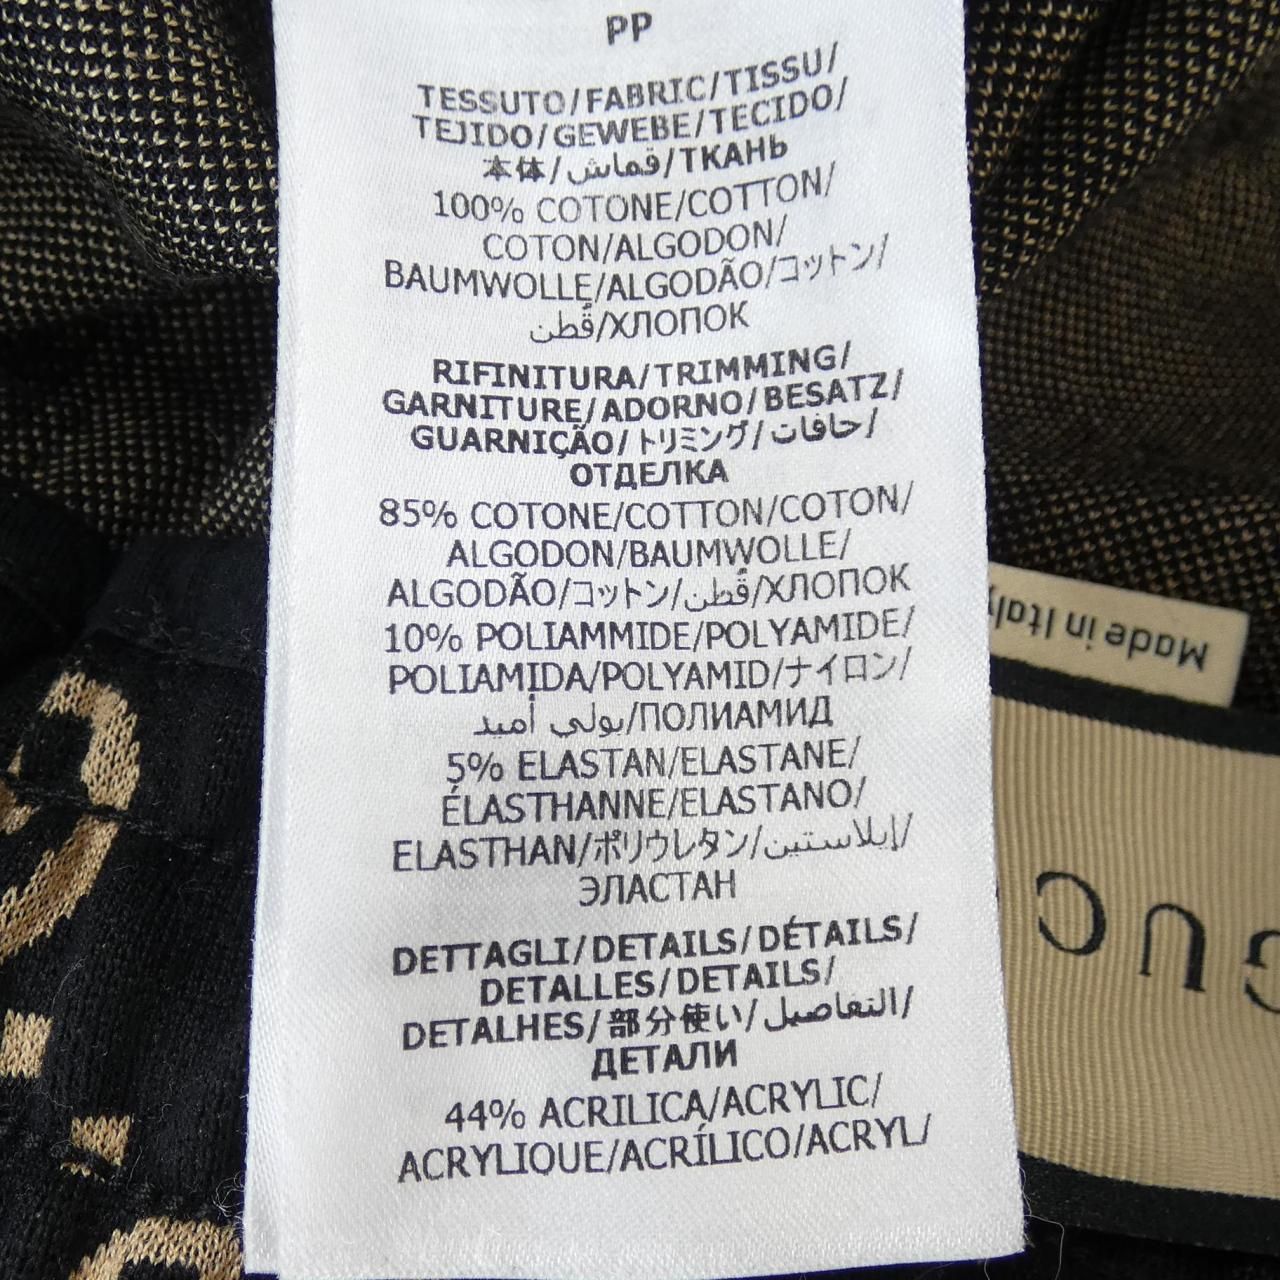 PP
TESSUTO/FABRIC/TISSU/
TEJIDO/GEWEBE/TECIDO/
本体/قماش/ТКАНЬ
100% COTONE/COTTON/
COTON/ALGODON/
BAUMWOLLE/ALGODÃO/コットン/
قُطن/ХЛОПОК
RIFINITURA/TRIMMING/
GARNITURE/ADORNO/BESATZ/
GUARNIÇÃO/トリミング/حافات/
ОТДЕЛКА
85% COTONE/COTTON/COTON/
ALGODON/BAUMWOLLE/
ALGODÃO/コットン/قُطن/ХЛОПОК
10% POLIAMMIDE/POLYAMIDE/
POLIAMIDA/POLYAMID/ナイロン/
بولي أميد/ПОЛИАМИД
5% ELASTAN/ELASTANE/
ÉLASTHANNE/ELASTANO/
ELASTHAN/ポリウレタン/إيلاستين/
ЭЛАСТАН
DETTAGLI/DETAILS/DÉTAILS/
DETALLES/DETAILS/
DETALHES/部分使い/التفاصيل/
ДЕТАЛИ
44% ACRILICA/ACRYLIC/
ACRYLIQUE/ACRÍLICO/ACRYL/
Made in Italy
GUC